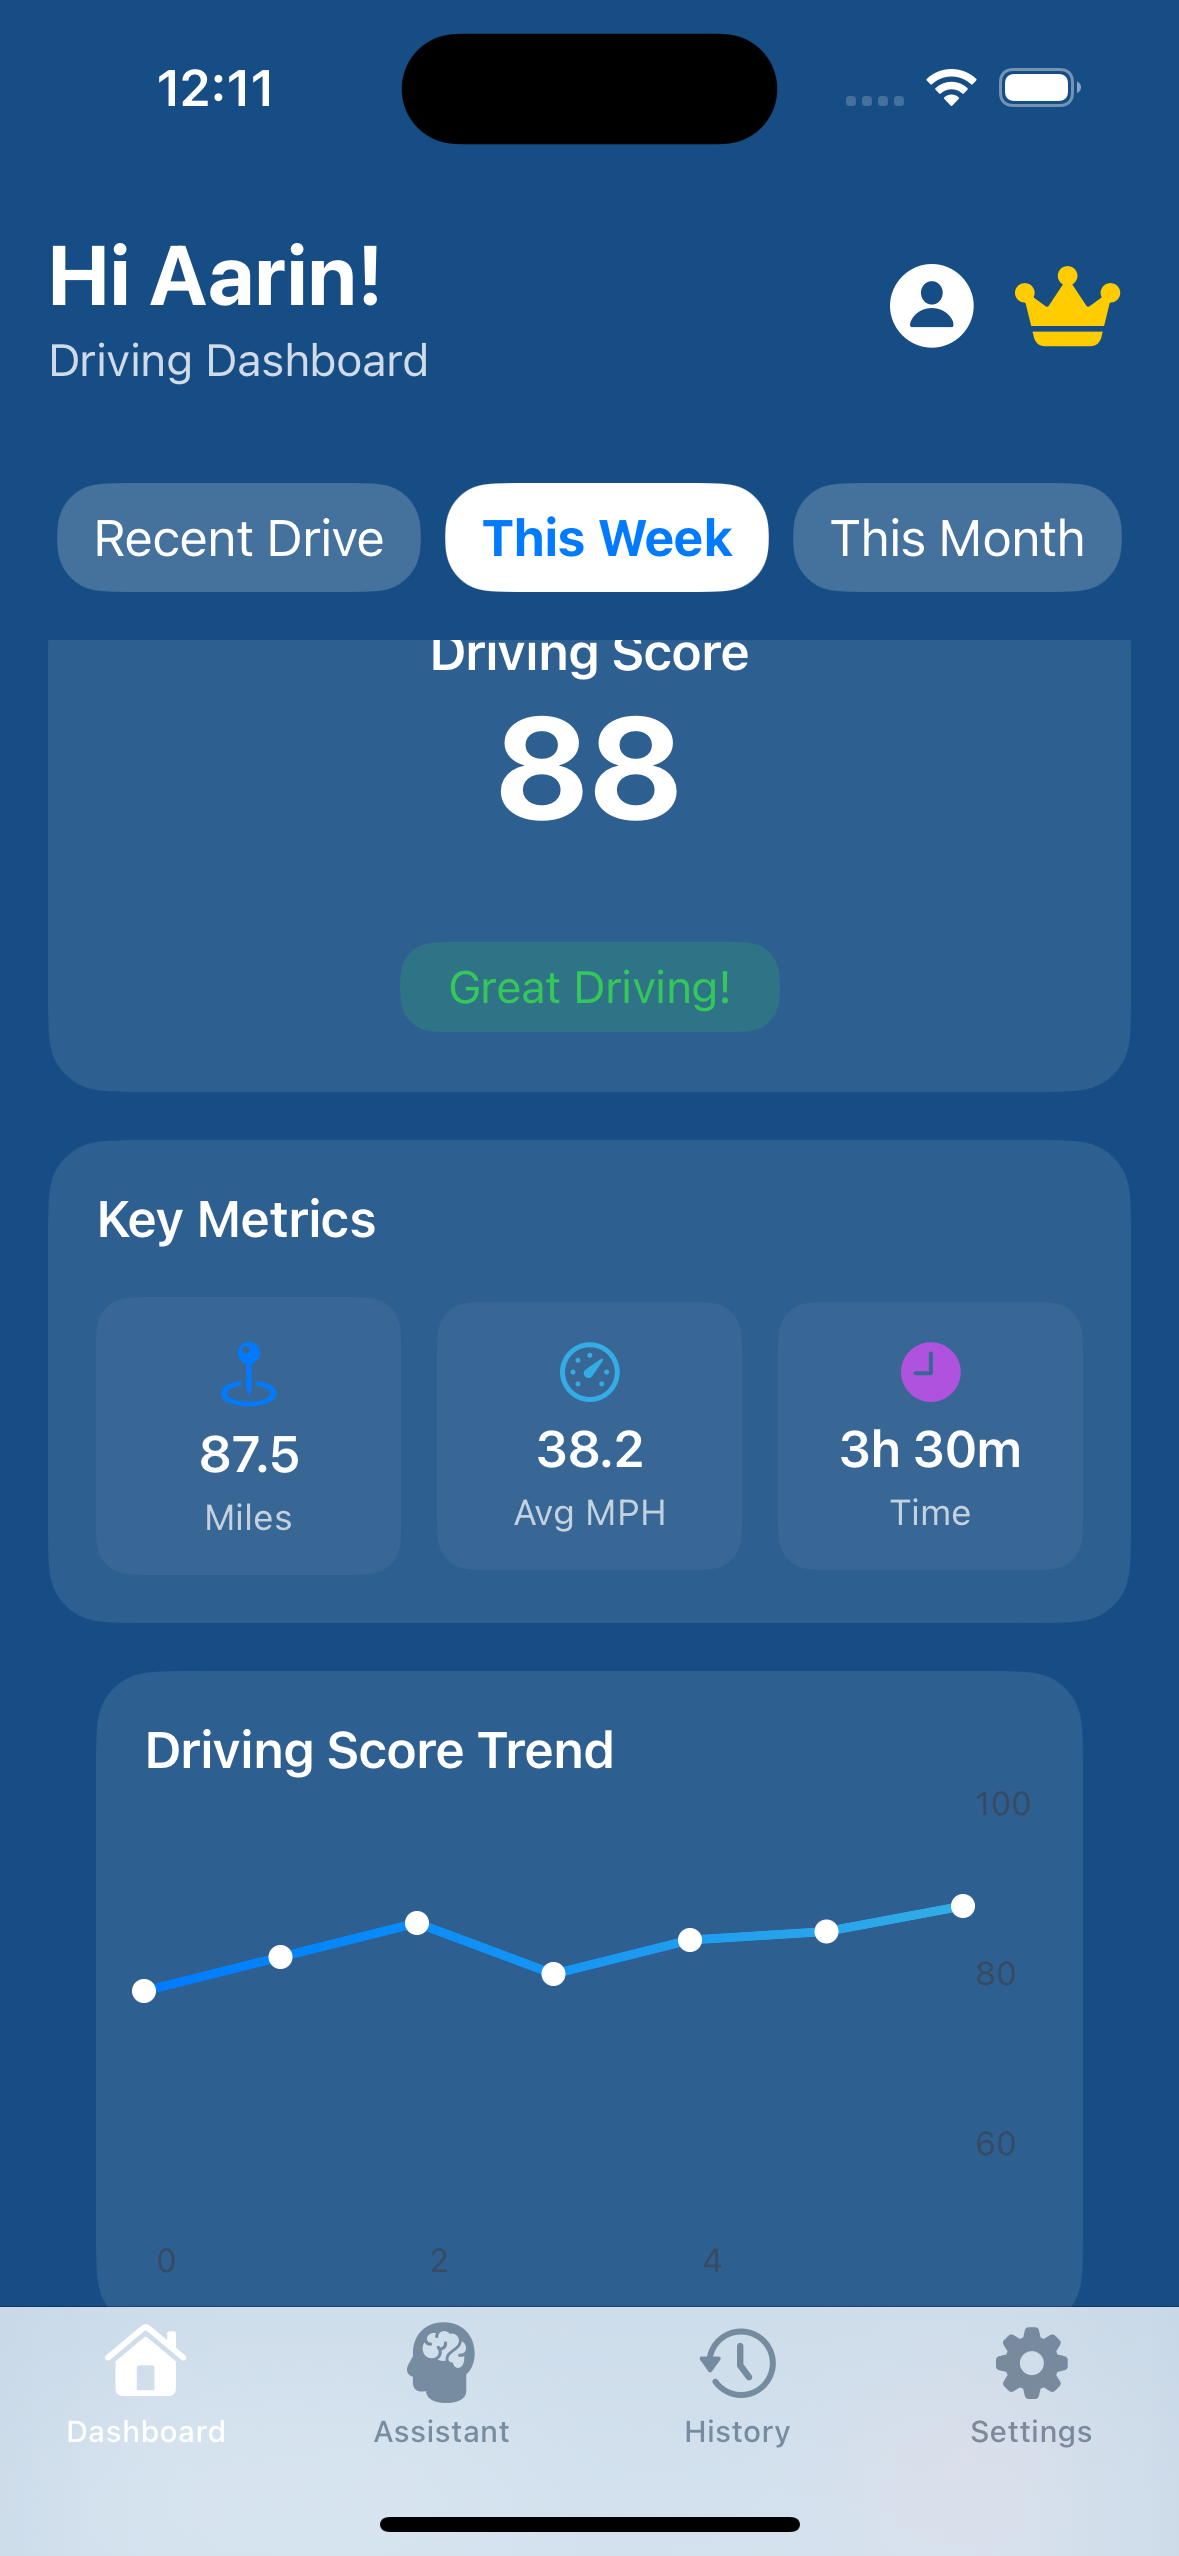 12:11
Hi Aarin!
Driving Dashboard
Recent Drive
This Week
This Month
Driving Score
88
Great Driving!
Key Metrics
87.5
Miles
38.2
Avg MPH
3h 30m
Time
Driving Score Trend
100
80
60
0 2 4
Dashboard
Assistant
History
Settings